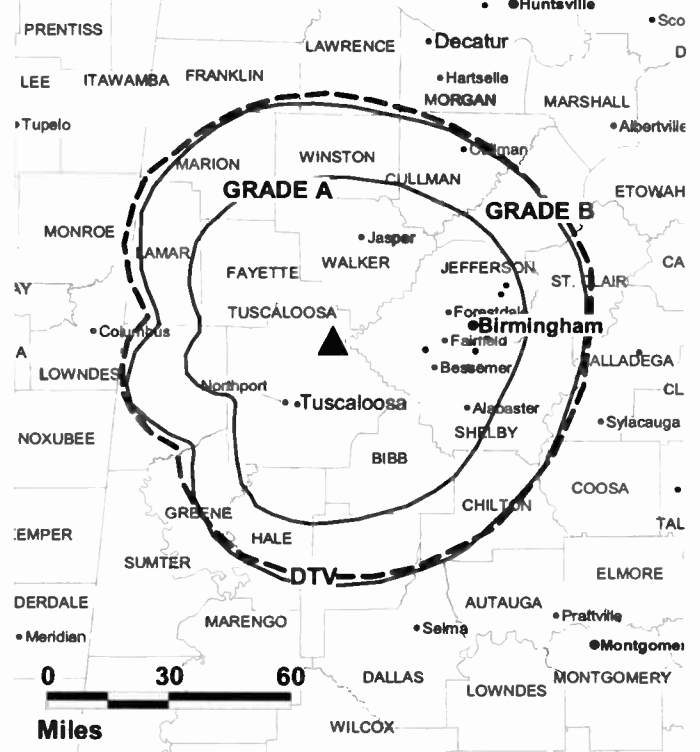 Huntsville
PRENTISS
Sco
LAWRENCE
Decatur
D
LEE
ITAWAMBA
FRANKLIN
Hartselle
MORGAN
MARSHALL
Tupelo
Albertville
Cullman
MARION
WINSTON
CULLMAN
GRADE A
ETOWAH
GRADE B
MONROE
Jasper
LAMAR
WALKER
JEFFERSON
CA
FAYETTE
ST. CLAIR
AY
TUSCALOOSA
Forestdale
Columbus
Birmingham
Fairfield
A
ALLADEGA
LOWNDES
Bessemer
Northport
CL
Tuscaloosa
Alabaster
Sylacauga
SHELBY
NOXUBEE
BIBB
COOSA
CHILTON
GREENE
TAL
EMPER
HALE
SUMTER
DTV
ELMORE
DERDALE
AUTAUGA
MARENGO
Prattville
Selma
Meridian
Montgomer
0 30 60
DALLAS
MONTGOMERY
LOWNDES
Miles
WILCOX